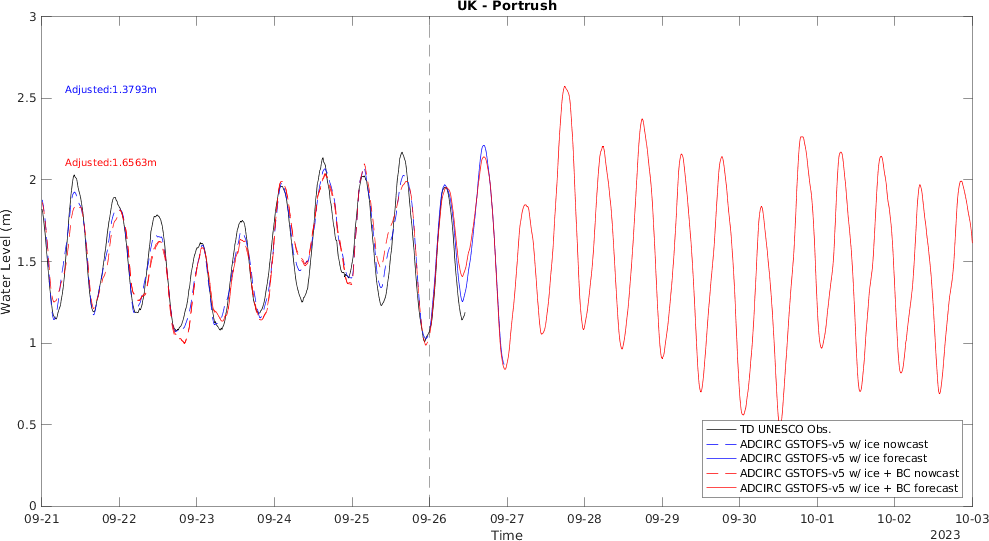 UK - Portrush
3
2.5
2
1.5
1
0.5
0
Water Level (m)
Adjusted:1.3793m
Adjusted:1.6563m
TD UNESCO Obs.
ADCIRC GSTOFS-v5 w/ ice nowcast
ADCIRC GSTOFS-v5 w/ ice forecast
ADCIRC GSTOFS-v5 w/ ice + BC nowcast
ADCIRC GSTOFS-v5 w/ ice + BC forecast
09-21 09-22 09-23 09-24 09-25 09-26 09-27 09-28 09-29 09-30 10-01 10-02 10-03
Time
2023